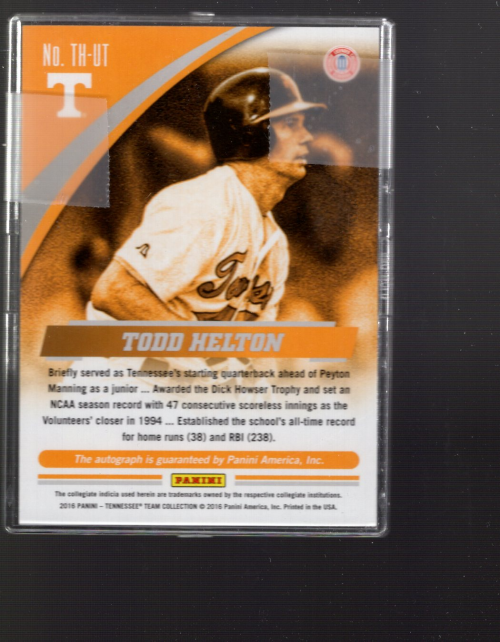 No. TH-UT
T
TODD HELTON
Briefly served as Tennessee's starting quarterback ahead of Peyton
Manning as a junior ... Awarded the Dick Howser Trophy and set an
NCAA season record with 47 consecutive scoreless innings as the
Volunteers' closer in 1994 ... Established the school's all-time record
for home runs (38) and RBI (238).
The autograph is guaranteed by Panini America, Inc.
PANINI
The collegiate indicia used herein are trademarks owned by the respective collegiate institutions.
2016 PANINI – TENNESSEE® TEAM COLLECTION © 2016 Panini America, Inc. Printed in the USA.